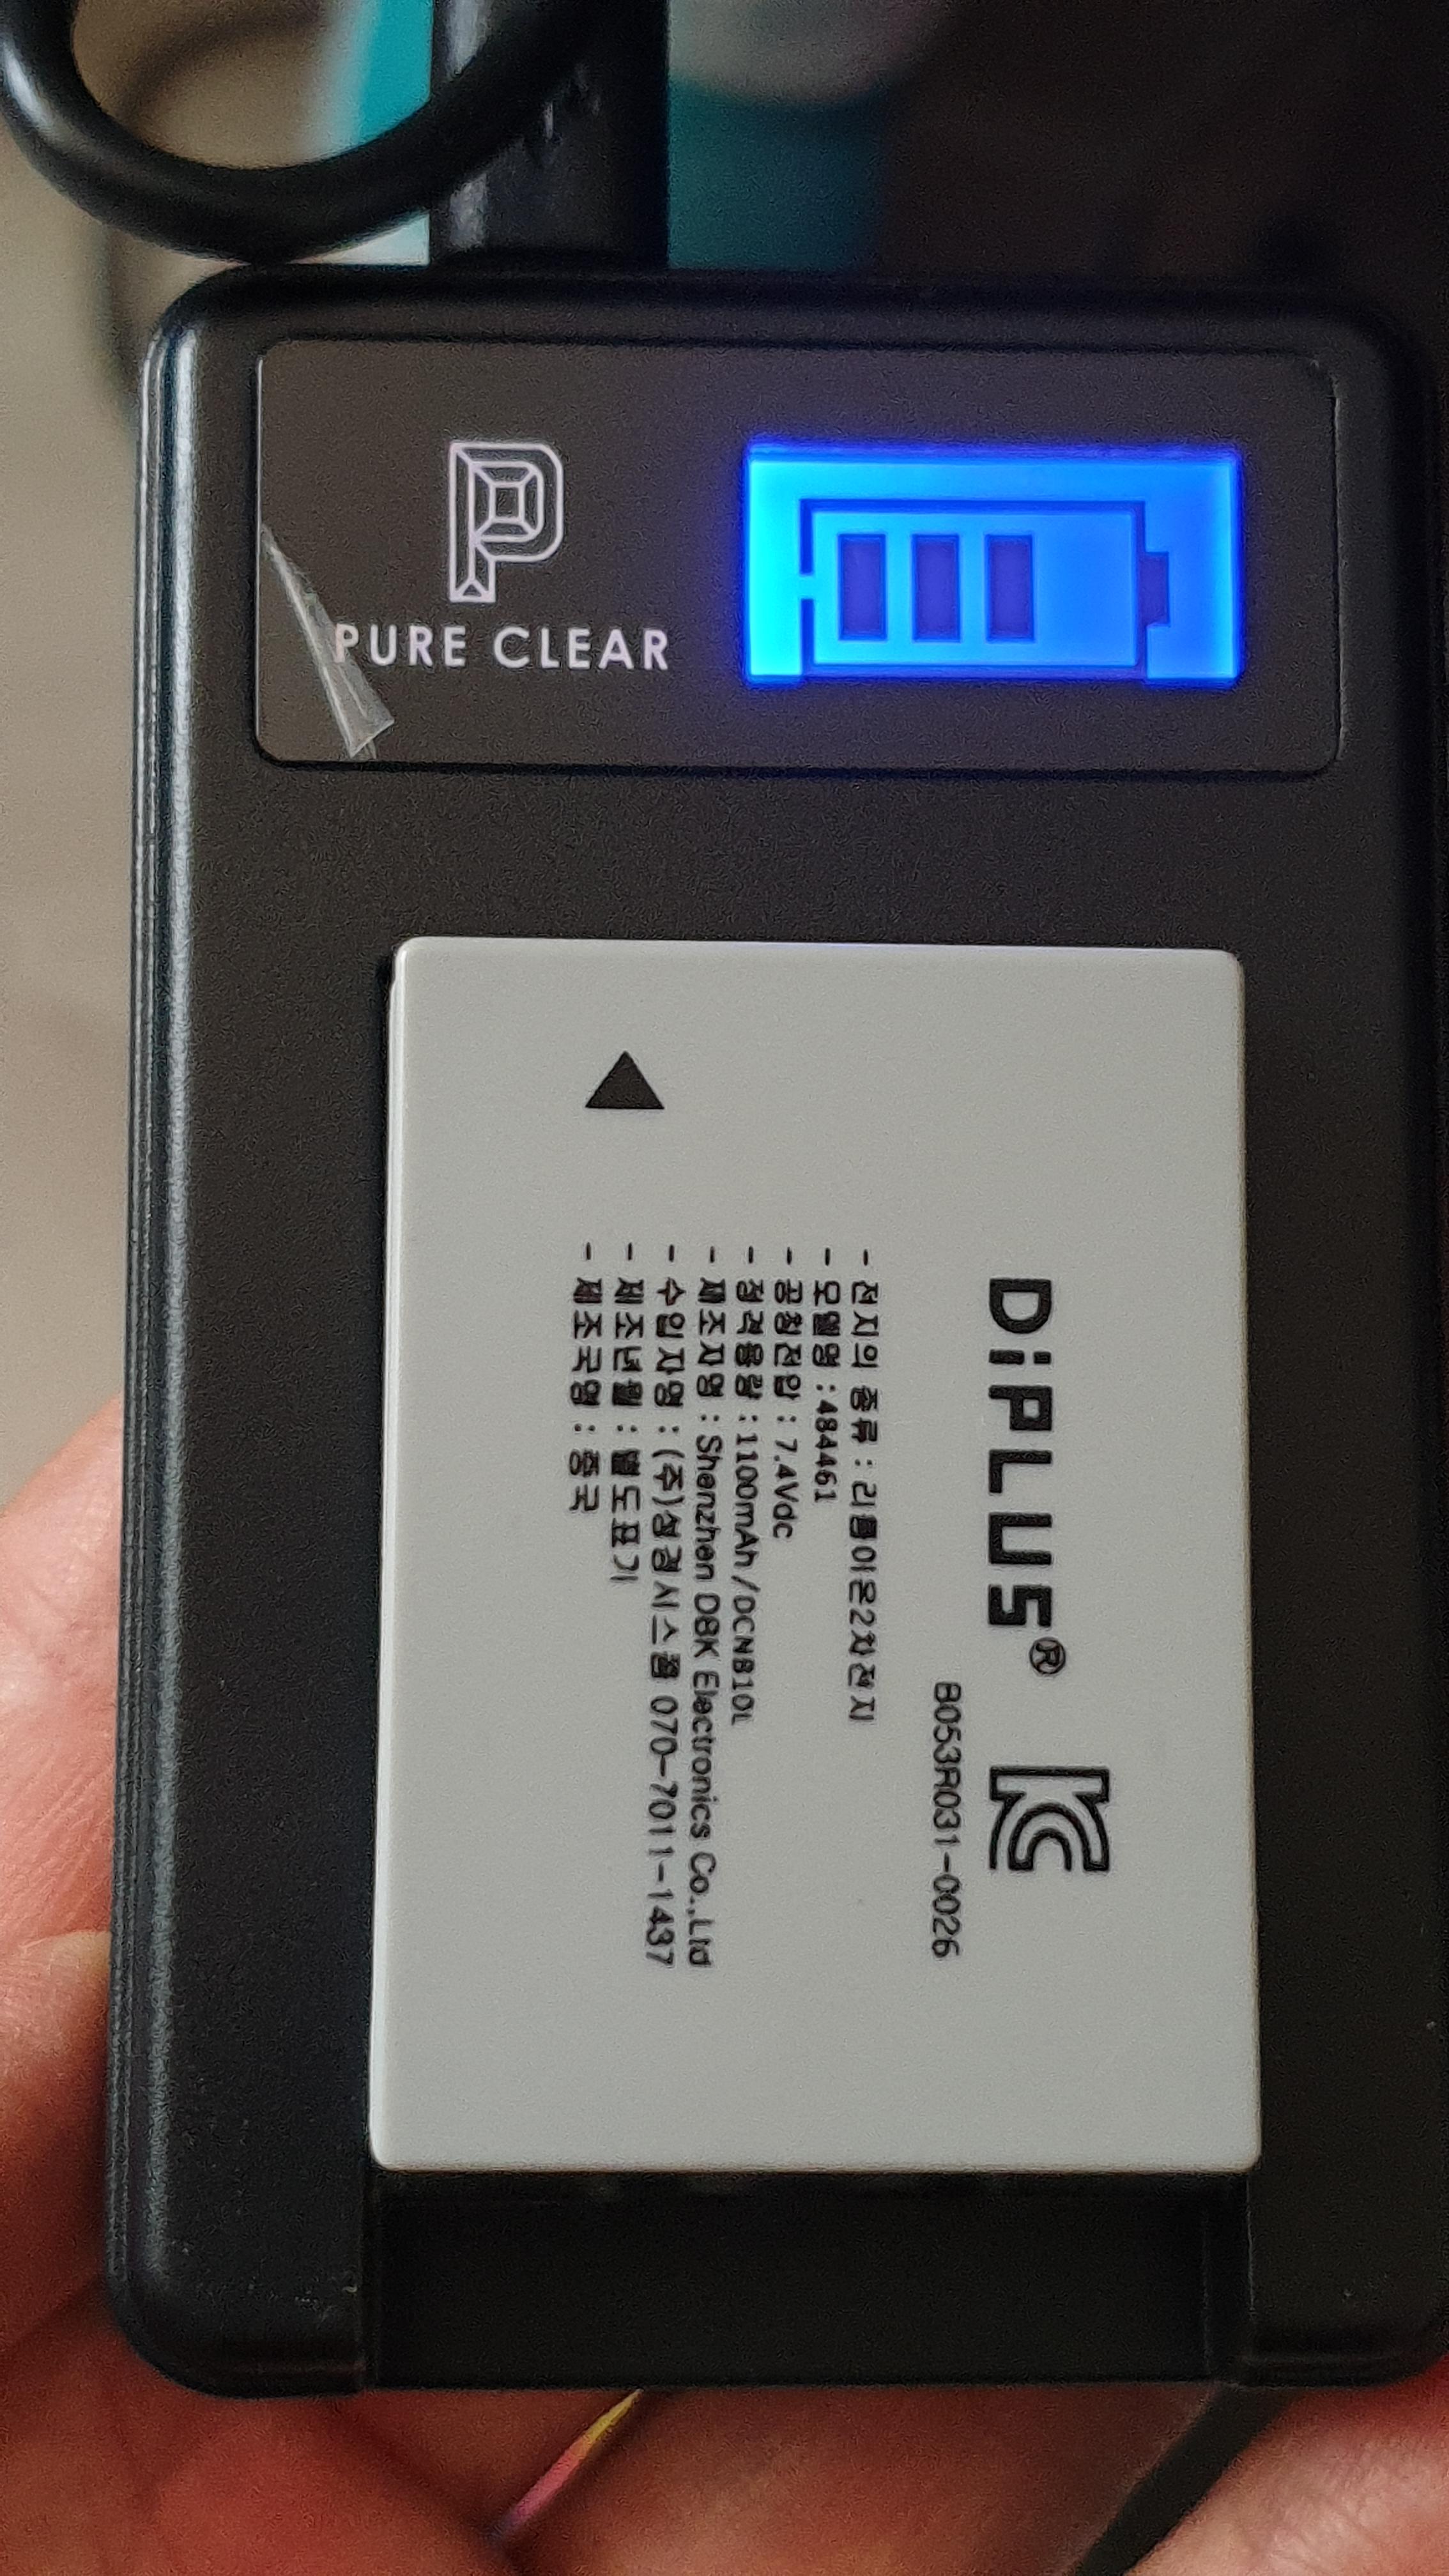 P
PURE CLEAR
DiPLUS®
KC
B053R031-0026
- 전지의 종류 : 리튬이온2차전지
- 모델명 :484461
- 공칭전압 : 7.4Vdc
- 정격용량 : 1100mAh /DCNB10L
- 제조자명 : Shenzhen DBK Electronics Co.,Ltd
- 수입자명 : (주)성경시스템 070-7011-1437
- 제조년월 : 별도표기
- 제조국명 : 중국